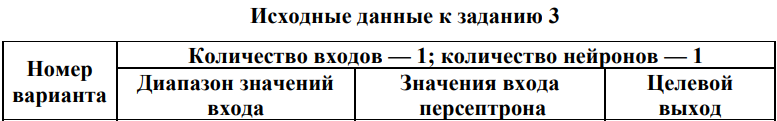 Исходные данные к заданию 3
Номер варианта
Количество входов — 1; количество нейронов — 1
Диапазон значений входа
Значения входа персептрона
Целевой выход